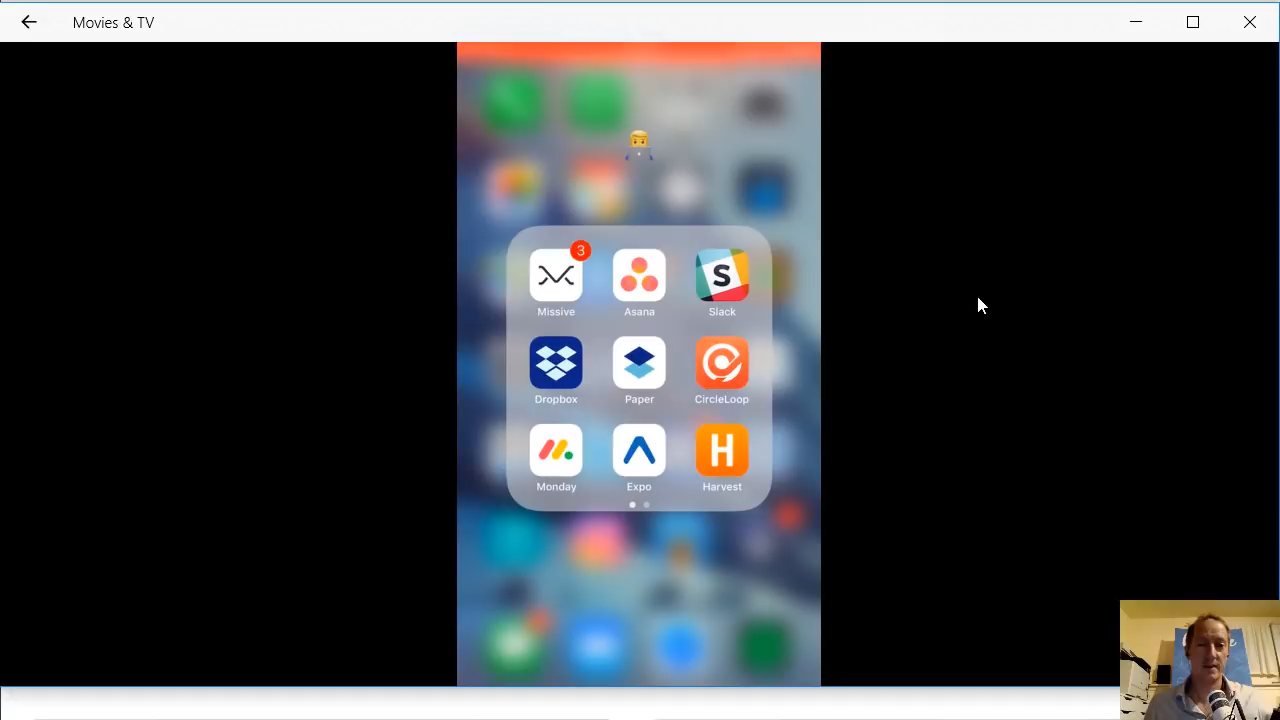 Movies & TV
3
Missive Asana Slack
Dropbox Paper CircleLoop
Monday Expo Harvest